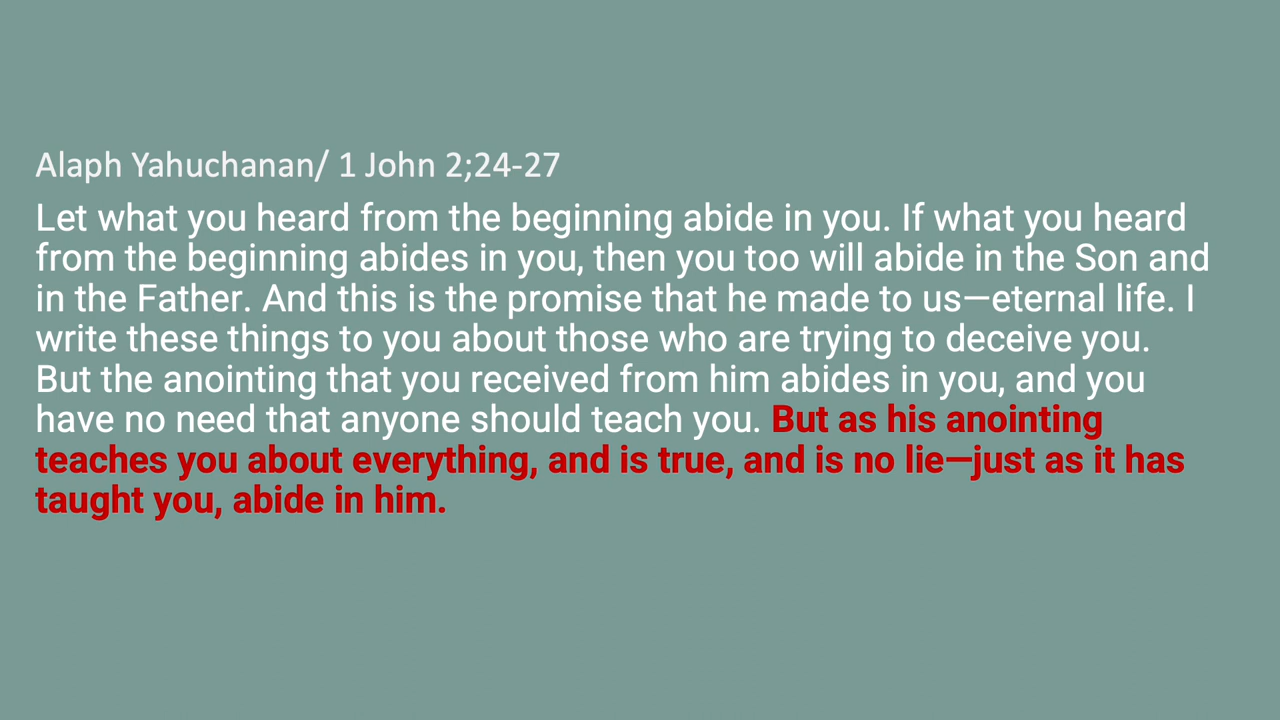 Alaph Yahuchanan/ 1 John 2;24-27
Let what you heard from the beginning abide in you. If what you heard
from the beginning abides in you, then you too will abide in the Son and
in the Father. And this is the promise that he made to us—eternal life. I
write these things to you about those who are trying to deceive you.
But the anointing that you received from him abides in you, and you
have no need that anyone should teach you. But as his anointing
teaches you about everything, and is true, and is no lie—just as it has
taught you, abide in him.